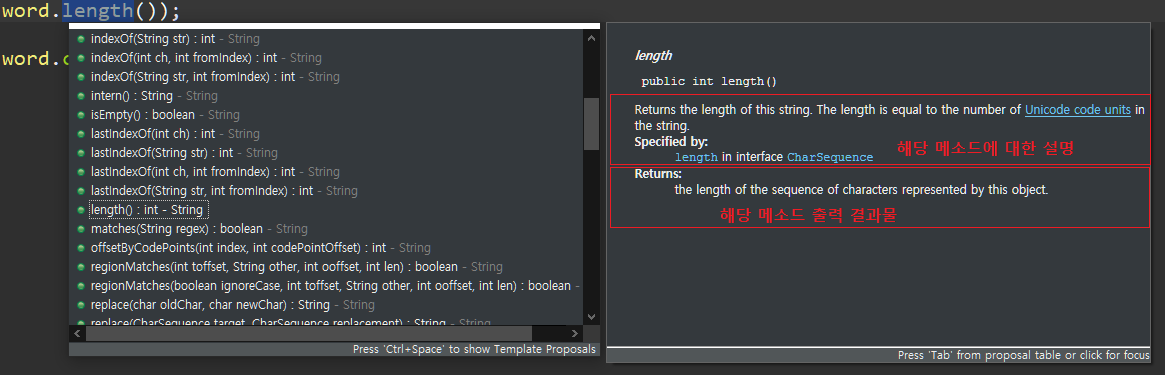 word.length());
word.
indexOf(String str) : int - String
indexOf(int ch, int fromIndex) : int - String
indexOf(String str, int fromIndex) : int - String
intern() : String - String
isEmpty() : boolean - String
lastIndexOf(int ch) : int - String
lastIndexOf(String str) : int - String
lastIndexOf(int ch, int fromIndex) : int - String
lastIndexOf(String str, int fromIndex) : int - String
length() : int - String
matches(String regex) : boolean - String
offsetByCodePoints(int index, int codePointOffset) : int - String
regionMatches(int toffset, String other, int ooffset, int len) : boolean - String
regionMatches(boolean ignoreCase, int toffset, String other, int ooffset, int len) : boolean -
replace(char oldChar, char newChar) : String - String
replace(CharSequence target, CharSequence replacement) : String - String
Press 'Ctrl+Space' to show Template Proposals
length
public int length()
Returns the length of this string. The length is equal to the number of Unicode code units in
the string.
Specified by:
length in interface CharSequence
해당 메소드에 대한 설명
Returns:
the length of the sequence of characters represented by this object.
해당 메소드 출력 결과물
Press 'Tab' from proposal table or click for focus